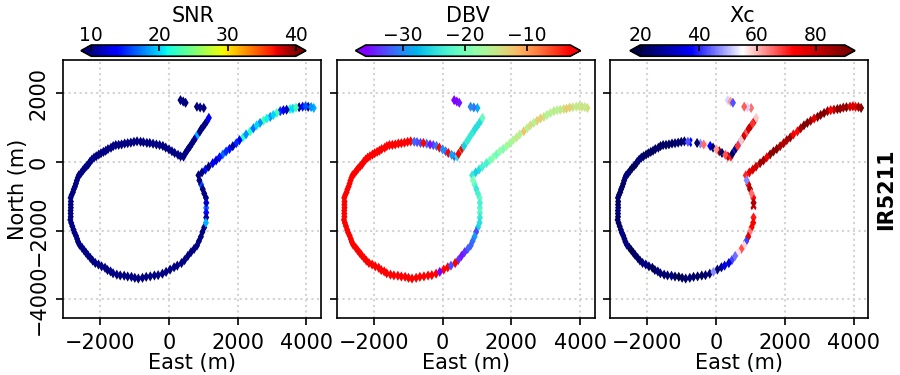 SNR DBV Xc
10 20 30 40 −30 −20 −10 20 40 60 80
North (m)
2000
0
−2000
−4000
−2000 0 2000 4000 −2000 0 2000 4000 −2000 0 2000 4000
East (m) East (m) East (m)
IR5211